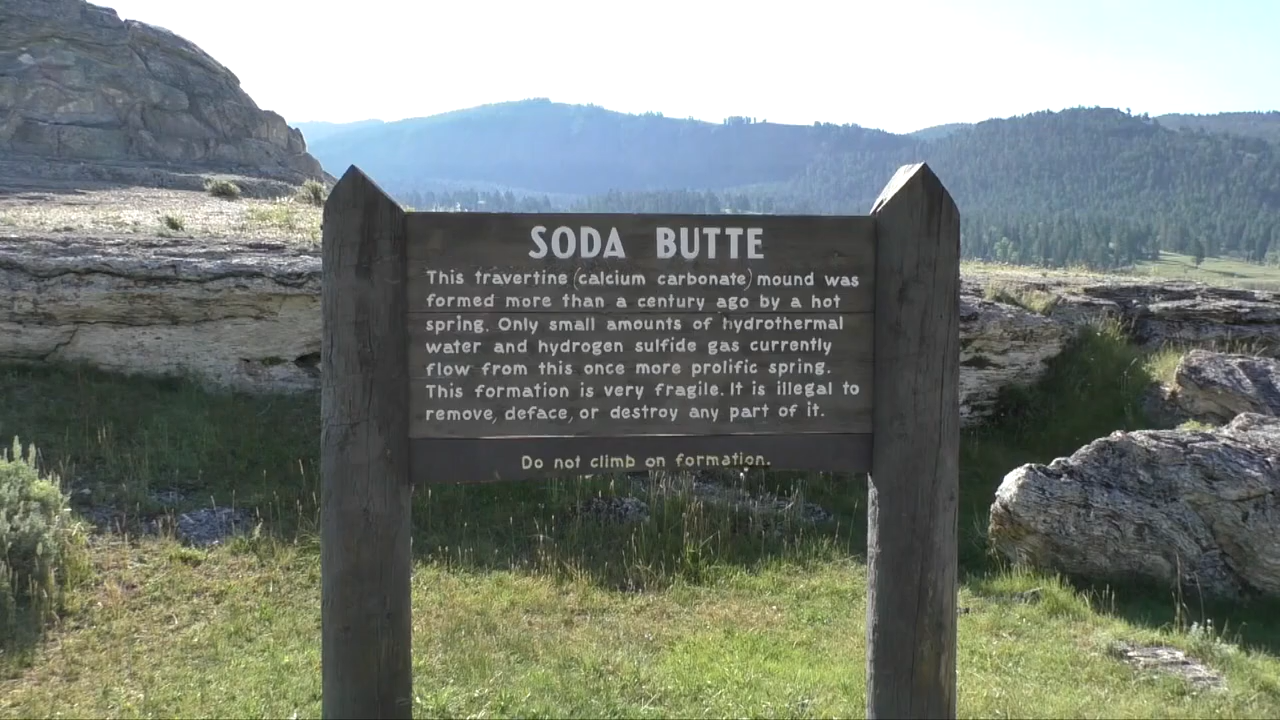 SODA BUTTE
This travertine (calcium carbonate) mound was
formed more than a century ago by a hot
spring. Only small amounts of hydrothermal
water and hydrogen sulfide gas currently
flow from this once more prolific spring.
This formation is very fragile. It is illegal to
remove, deface, or destroy any part of it.
Do not climb on formation.